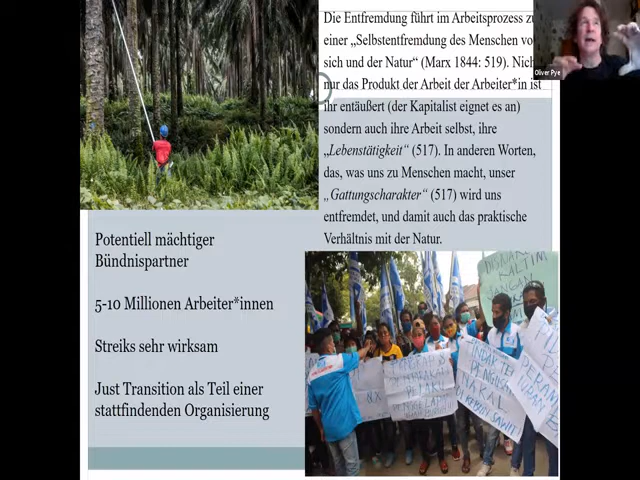 Die Entfremdung führt im Arbeitsprozess zu
einer „Selbstentfremdung des Menschen vo
sich und der Natur“ (Marx 1844: 519). Nich
nur das Produkt der Arbeit der Arbeiter*in ist
ihr entäußert (der Kapitalist eignet es an)
sondern auch ihre Arbeit selbst, ihre
„Lebenstätigkeit“ (517). In anderen Worten,
das, was uns zu Menschen macht, unser
„Gattungscharakter“ (517) wird uns
entfremdet, und damit auch das praktische
Verhältnis mit der Natur.
Oliver Pye
Potentiell mächtiger
Bündnispartner
5-10 Millionen Arbeiter*innen
Streiks sehr wirksam
Just Transition als Teil einer
stattfindenden Organisierung
KALTIM